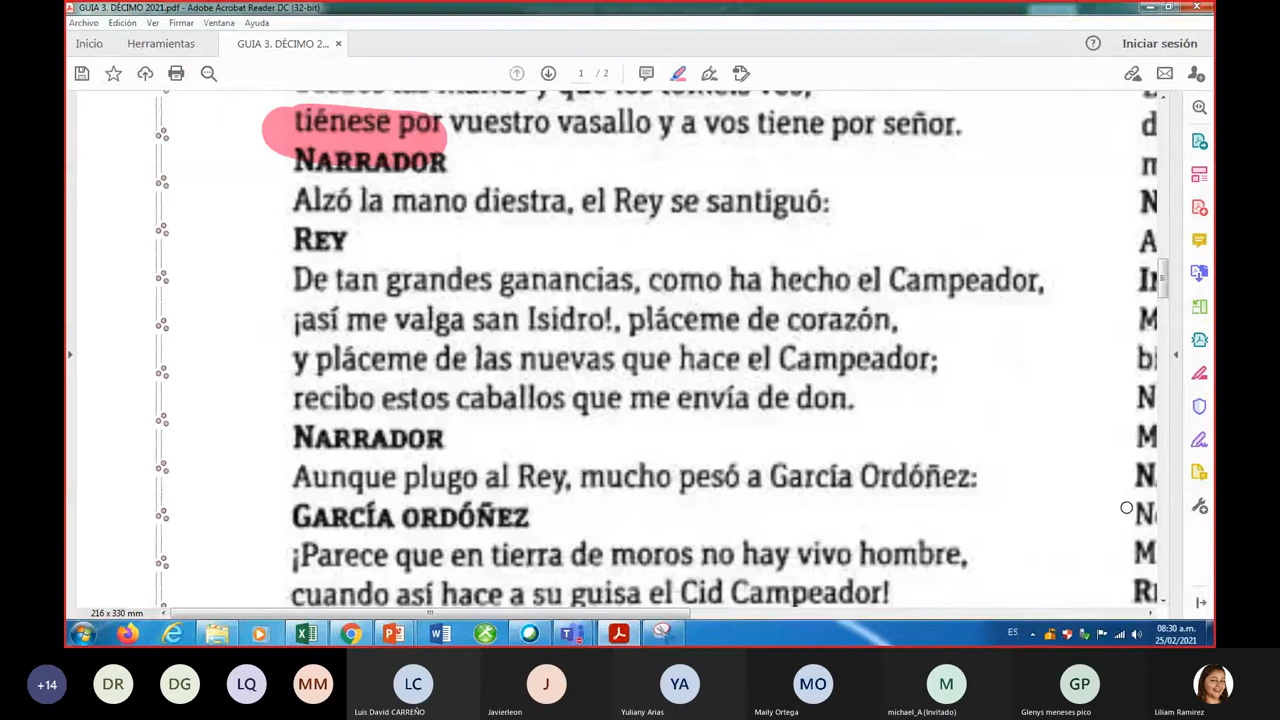 GUIA 3. DÉCIMO 2021.pdf - Adobe Acrobat Reader DC (32-bit)
Archivo Edición Ver Firmar Ventana Ayuda
Inicio Herramientas GUIA 3. DÉCIMO 2... × Iniciar sesión
1 / 2
tiénese por vuestro vasallo y a vos tiene por señor.
NARRADOR
Alzó la mano diestra, el Rey se santiguó:
REY
De tan grandes ganancias, como ha hecho el Campeador,
¡así me valga san Isidro!, pláceme de corazón,
y pláceme de las nuevas que hace el Campeador;
recibo estos caballos que me envía de don.
NARRADOR
Aunque plugo al Rey, mucho pesó a García Ordóñez:
GARCÍA ORDÓÑEZ
¡Parece que en tierra de moros no hay vivo hombre,
cuando así hace a su guisa el Cid Campeador!
216 x 330 mm
ES 08:30 a.m.
25/02/2021
+14 DR DG LQ MM LC J YA MO M GP
Luis David CARREÑO Javierleon Yuliany Arias Maily Ortega michael_A (Invitado) Glenys meneses pico Liliam Ramirez